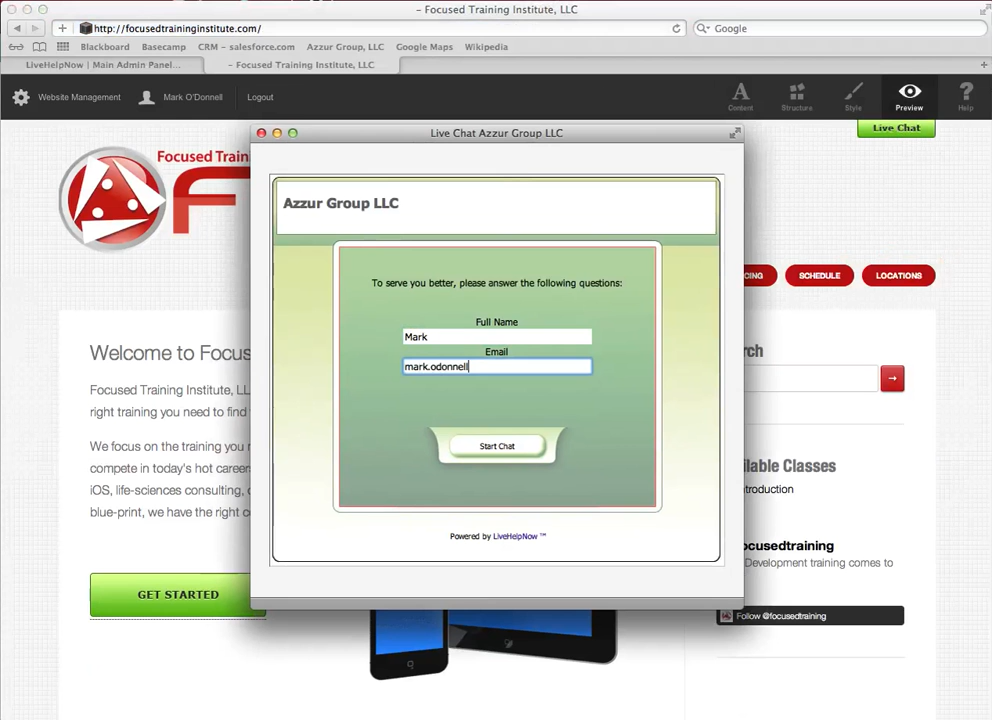 – Focused Training Institute, LLC
http://focusedtraininginstitute.com/
Google
Blackboard Basecamp CRM – salesforce.com Azzur Group, LLC Google Maps Wikipedia
LiveHelpNow | Main Admin Panel...
– Focused Training Institute, LLC
Website Management Mark O'Donnell Logout
Content Structure Style Preview Help
Live Chat
Focused Train
F
Live Chat Azzur Group LLC
Azzur Group LLC
To serve you better, please answer the following questions:
Full Name
Mark
Email
mark.odonnell
Start Chat
Powered by LiveHelpNow ™
CING SCHEDULE LOCATIONS
Welcome to Focus
Focused Training Institute, LL
right training you need to find
We focus on the training you n
compete in today's hot career
iOS, life-sciences consulting,
blue-print, we have the right c
GET STARTED
rch
ilable Classes
troduction
ocusedtraining
Development training comes to
Follow @focusedtraining